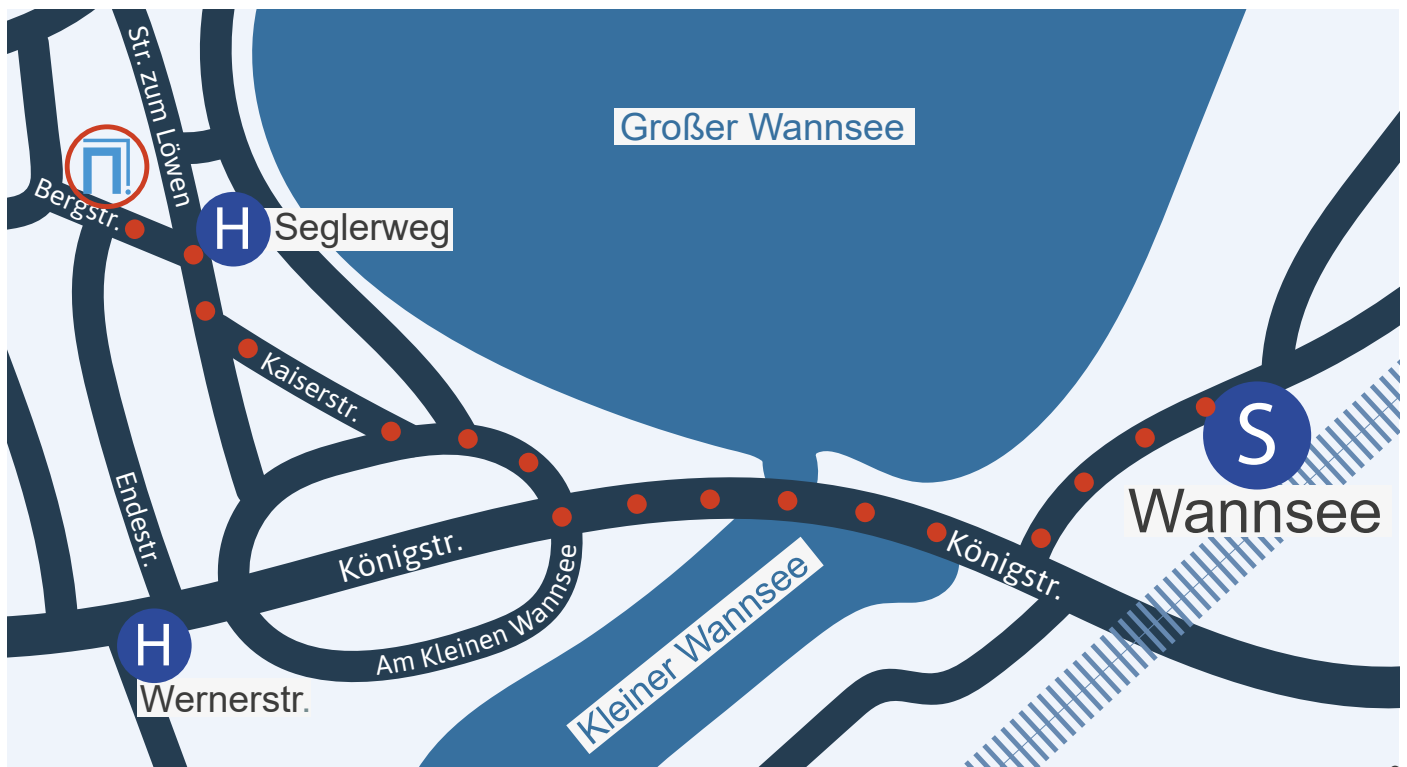 Str. zum Löwen
Großer Wannsee
Bergstr.
H
Seglerweg
Kaiserstr.
S
Wannsee
Endestr.
Königstr.
Königstr.
Am Kleinen Wannsee
Kleiner Wannsee
H
Wernerstr.